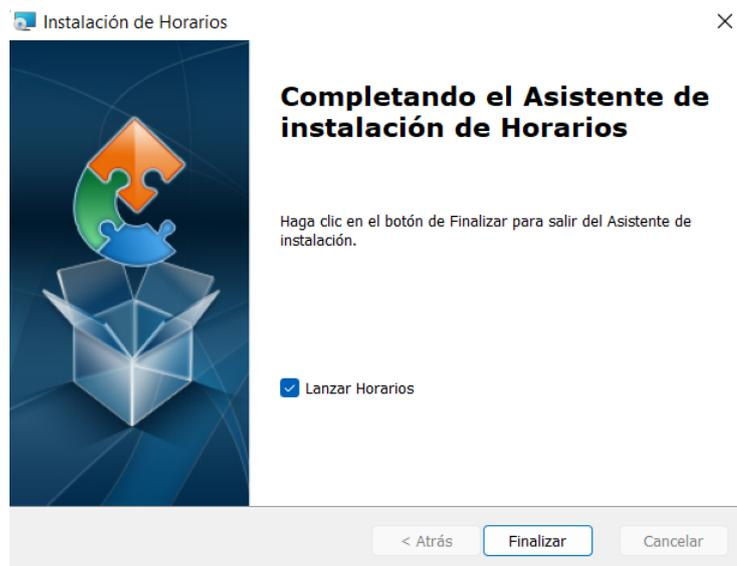 Instalación de Horarios
Completando el Asistente de
instalación de Horarios
Haga clic en el botón de Finalizar para salir del Asistente de
instalación.
Lanzar Horarios
< Atrás
Finalizar
Cancelar